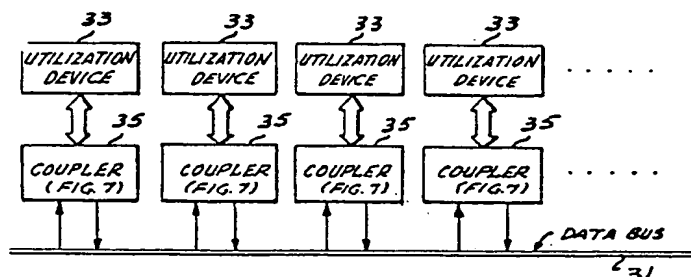 33 33 33 33
UTILIZATION DEVICE
UTILIZATION DEVICE
UTILIZATION DEVICE
UTILIZATION DEVICE
35 35 35 35
COUPLER (FIG. 7)
COUPLER (FIG. 7)
COUPLER (FIG. 7)
COUPLER (FIG. 7)
DATA BUS
31